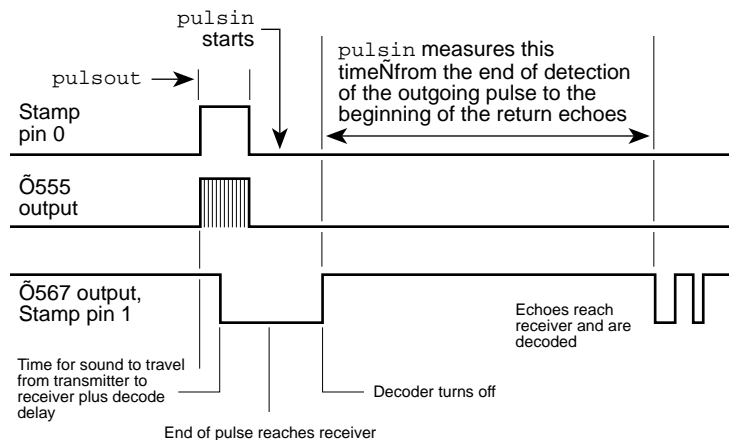 pulsin
starts
pulsout
pulsin measures this
timeÑfrom the end of detection
of the outgoing pulse to the
beginning of the return echoes
Stamp
pin 0
Õ555
output
Õ567 output,
Stamp pin 1
Echoes reach
receiver and are
decoded
Time for sound to travel
from transmitter to
receiver plus decode
delay
Decoder turns off
End of pulse reaches receiver